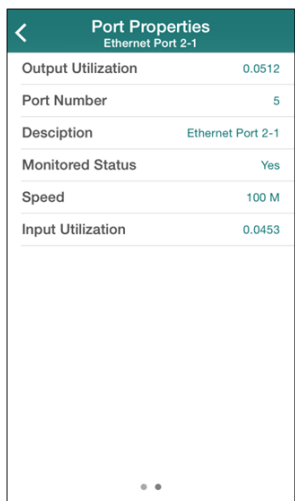 Port Properties
Ethernet Port 2-1
Output Utilization 0.0512
Port Number 5
Desciption Ethernet Port 2-1
Monitored Status Yes
Speed 100 M
Input Utilization 0.0453